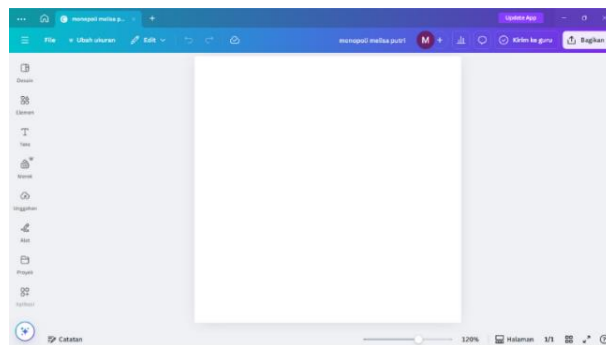 monopoli melisa p...
Update App
File
Ubah ukuran
Edit
monopoli melisa putri
M
Kirim ke guru
Bagikan
Desain
Elemen
Teks
Merek
Unggahan
Alat
Proyek
Aplikasi
Catatan
120%
Halaman
1/1